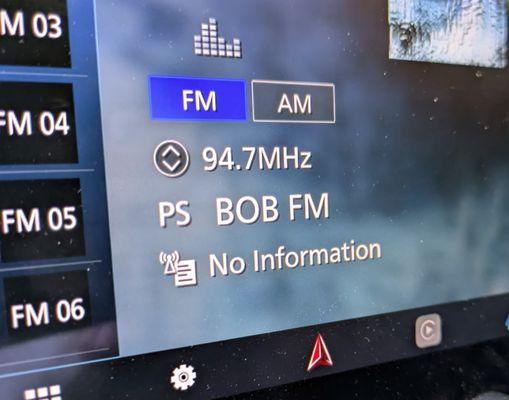 FM 03
FM 04
FM 05
FM 06
FM AM
94.7MHz
PS BOB FM
No Information